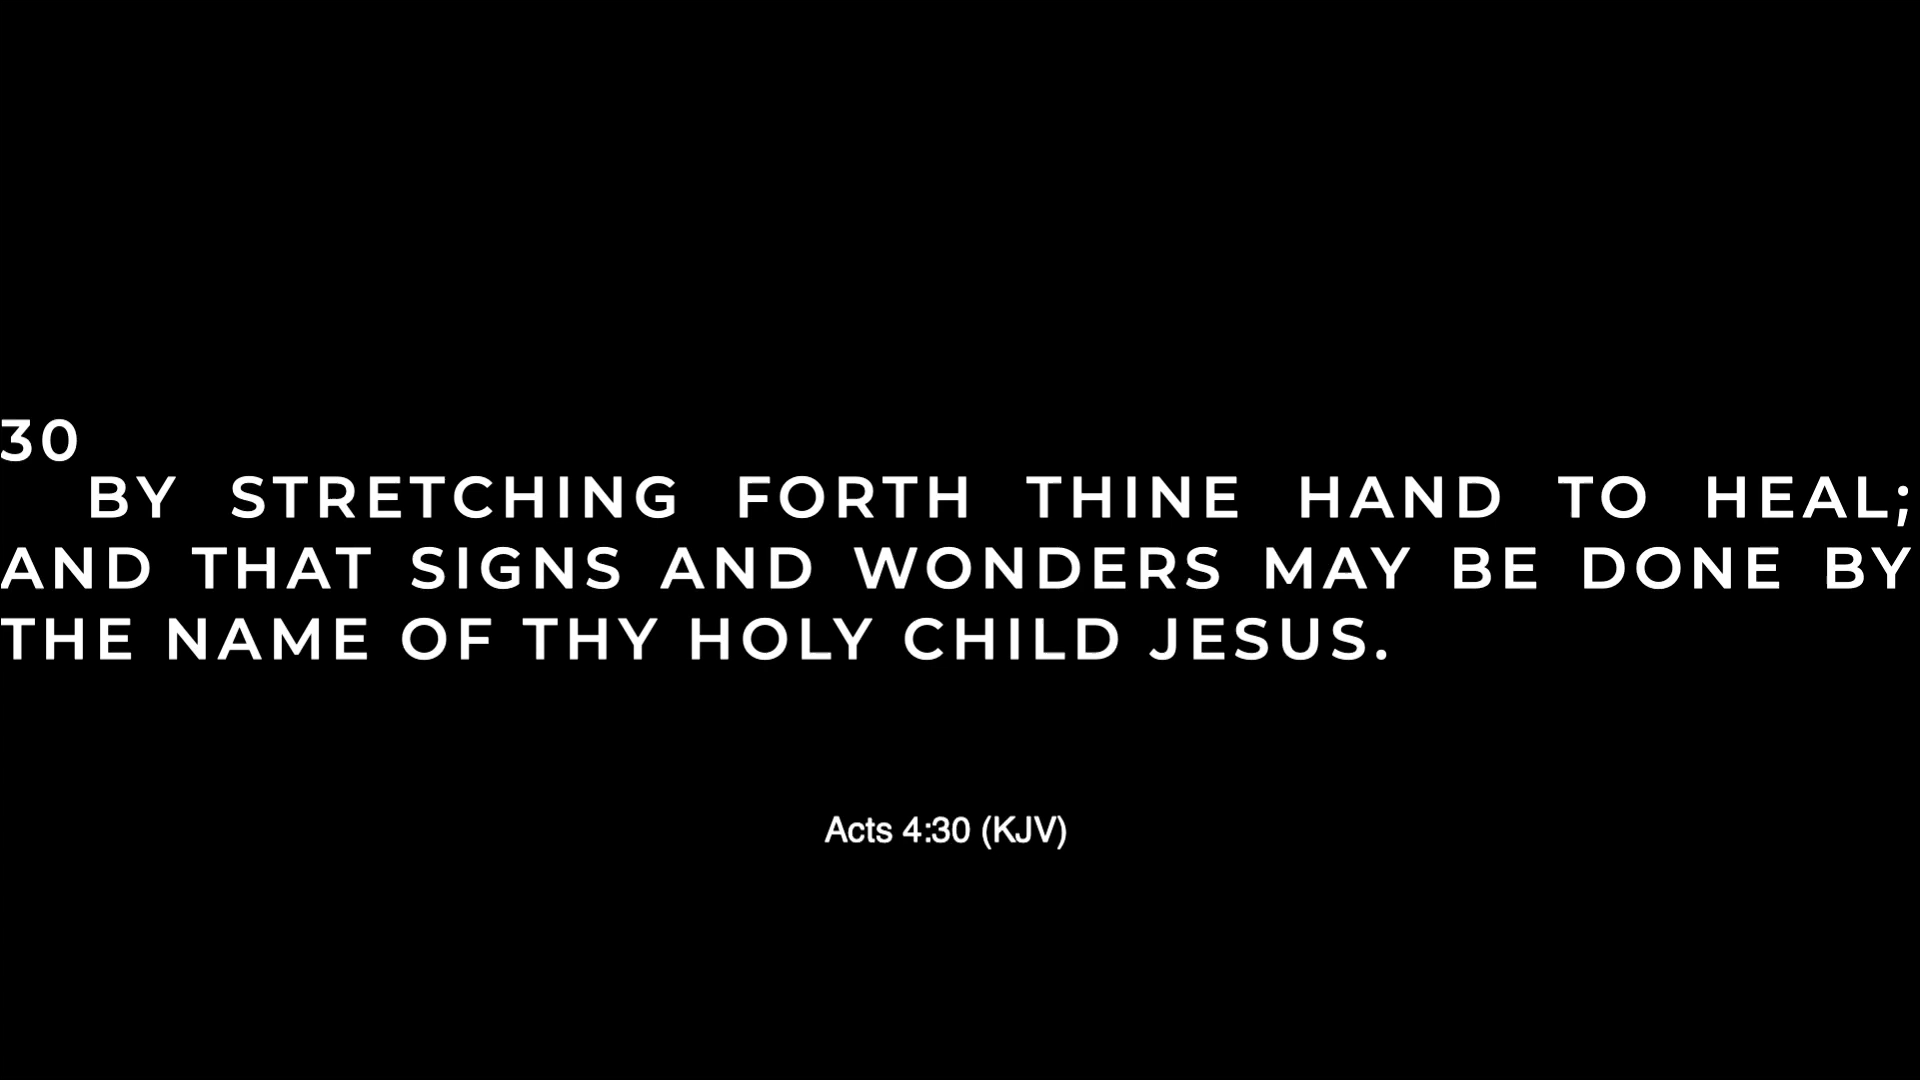 30
BY STRETCHING FORTH THINE HAND TO HEAL;
AND THAT SIGNS AND WONDERS MAY BE DONE BY
THE NAME OF THY HOLY CHILD JESUS.
Acts 4:30 (KJV)